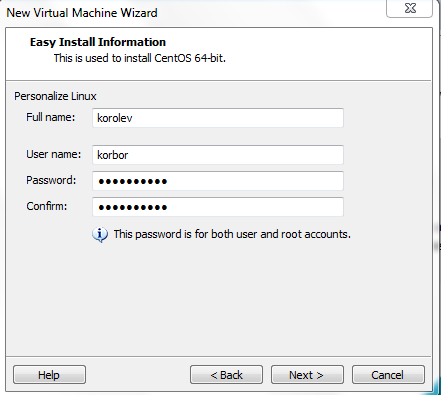 New Virtual Machine Wizard
Easy Install Information
This is used to install CentOS 64-bit.
Personalize Linux
Full name: korolev
User name: korbor
Password: ●●●●●●●●●●
Confirm: ●●●●●●●●●●
This password is for both user and root accounts.
Help < Back Next > Cancel